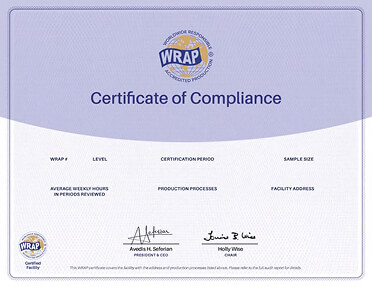 WORLDWIDE RESPONSIBLE
WRAP
ACCREDITED PRODUCTION
®
Certificate of Compliance
WRAP # LEVEL CERTIFICATION PERIOD SAMPLE SIZE
AVERAGE WEEKLY HOURS IN PERIODS REVIEWED
PRODUCTION PROCESSES
FACILITY ADDRESS
Avedis H. Seferian
PRESIDENT & CEO
Holly Wise
CHAIR
WRAP
Certified
Facility
This WRAP certificate covers the facility with the address and production processes listed above. Please refer to the full audit report for details.